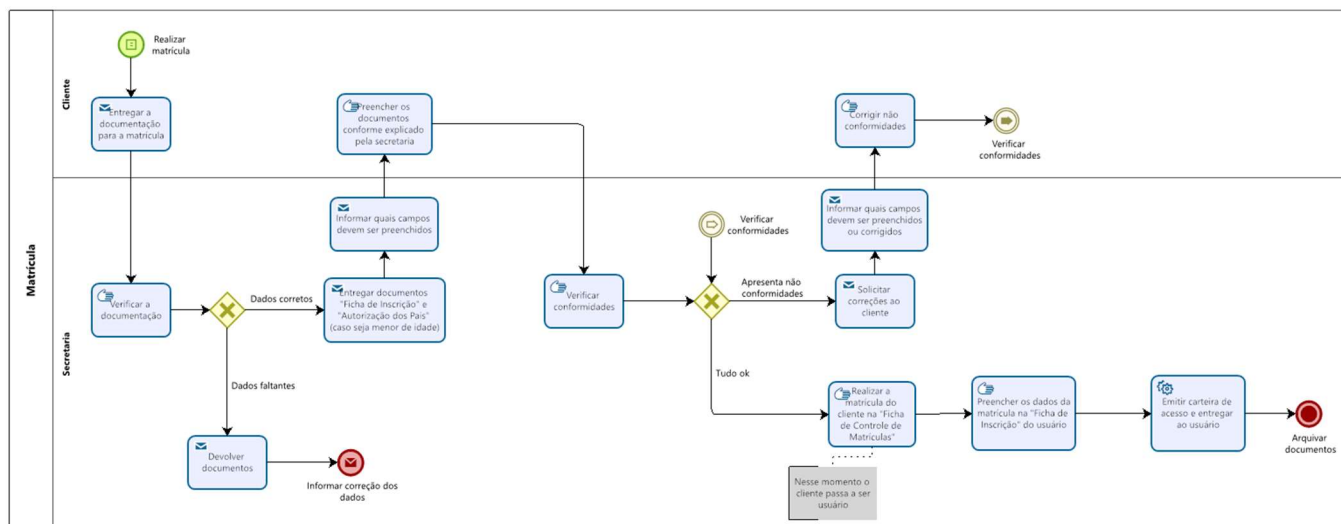 Matrícula
Cliente
Realizar
matrícula
Entregar a
documentação
para a matrícula
Preencher os
documentos
conforme explicado
pela secretaria
Corrigir não
conformidades
Verificar
conformidades
Secretaria
Informar quais campos
devem ser preenchidos
Verificar
conformidades
Informar quais campos
devem ser preenchidos
ou corrigidos
Verificar a
documentação
Dados corretos
Entregar documentos
"Ficha de Inscrição" e
"Autorização dos Pais"
(caso seja menor de idade)
Verificar
conformidades
Apresenta não
conformidades
Solicitar
correções ao
cliente
Dados faltantes
Tudo ok
Devolver
documentos
Informar correção dos
dados
Realizar a
matrícula do
cliente na "Ficha
de Controle de
Matrículas"
Preencher os dados da
matrícula na "Ficha de
Inscrição" do usuário
Emitir carteira de
acesso e entregar
ao usuário
Arquivar
documentos
Nesse momento o
cliente passa a ser
usuário